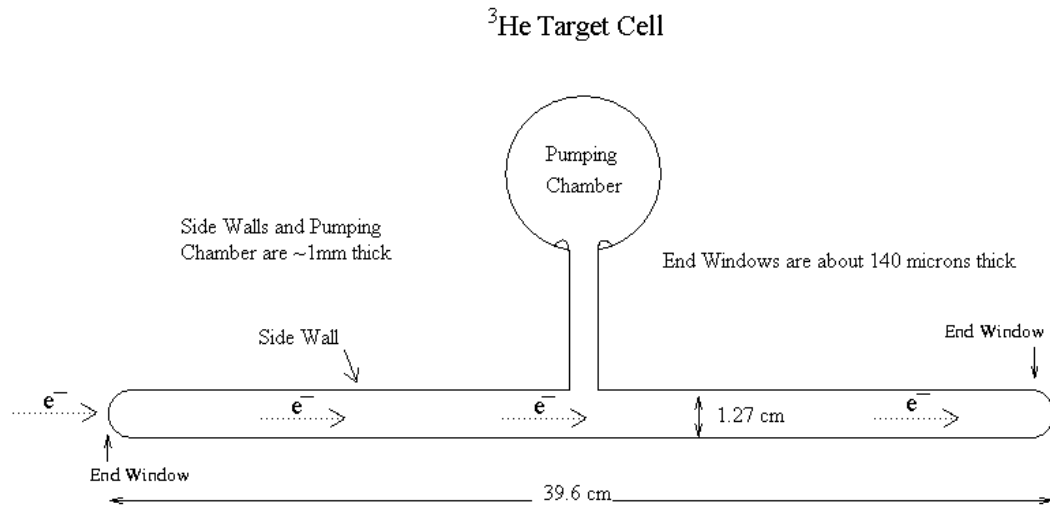 ³He Target Cell
Pumping
Chamber
Side Walls and Pumping
Chamber are ~1mm thick
End Windows are about 140 microns thick
Side Wall
End Window
e⁻
e⁻
e⁻
e⁻
1.27 cm
End Window
39.6 cm